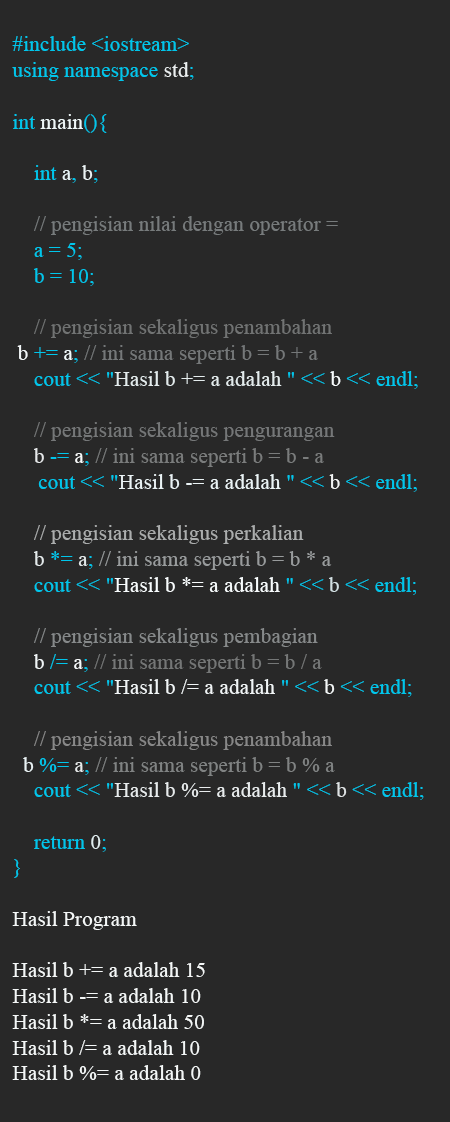 #include <iostream>
using namespace std;
int main(){
int a, b;
// pengisian nilai dengan operator =
a = 5;
b = 10;
// pengisian sekaligus penambahan
b += a; // ini sama seperti b = b + a
cout << "Hasil b += a adalah " << b << endl;
// pengisian sekaligus pengurangan
b -= a; // ini sama seperti b = b - a
cout << "Hasil b -= a adalah " << b << endl;
// pengisian sekaligus perkalian
b *= a; // ini sama seperti b = b * a
cout << "Hasil b *= a adalah " << b << endl;
// pengisian sekaligus pembagian
b /= a; // ini sama seperti b = b / a
cout << "Hasil b /= a adalah " << b << endl;
// pengisian sekaligus penambahan
b %= a; // ini sama seperti b = b % a
cout << "Hasil b %= a adalah " << b << endl;
return 0;
}
Hasil Program
Hasil b += a adalah 15
Hasil b -= a adalah 10
Hasil b *= a adalah 50
Hasil b /= a adalah 10
Hasil b %= a adalah 0